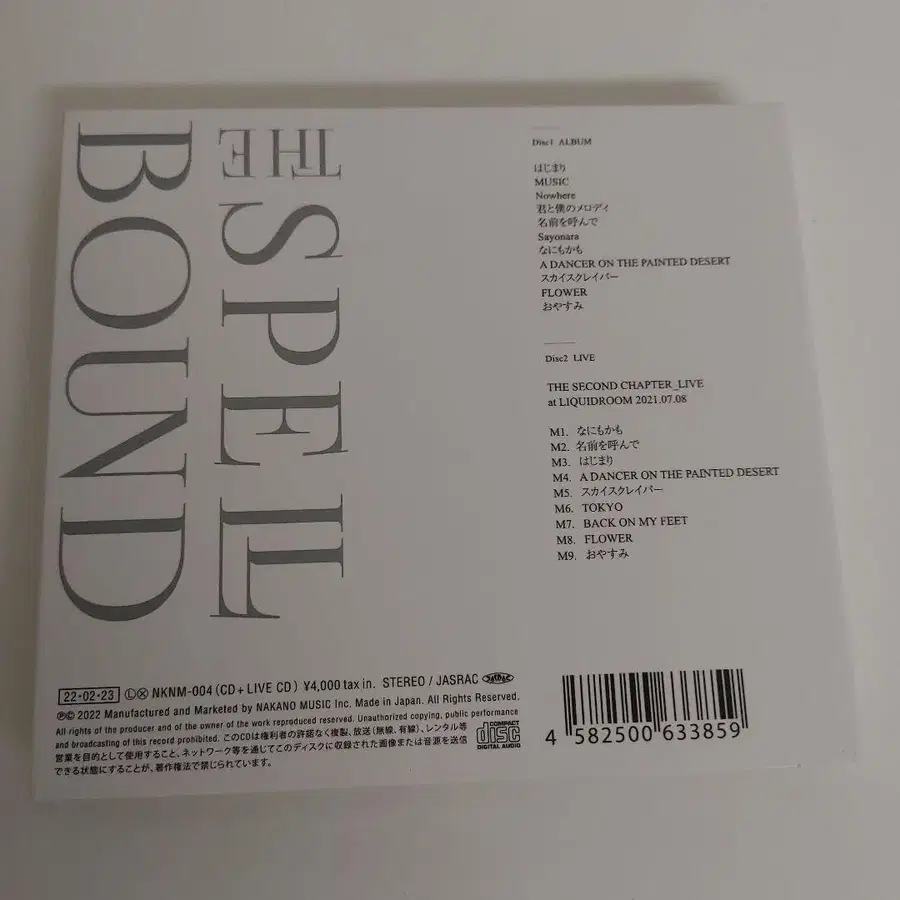 THE
SPELL
BOUND
Disc1 ALBUM
はじまり
MUSIC
Nowhere
君と僕のメロディ
名前を呼んで
Sayonara
なにもかも
A DANCER ON THE PAINTED DESERT
スカイスクレイパー
FLOWER
おやすみ
Disc2 LIVE
THE SECOND CHAPTER_LIVE
at LIQUIDROOM 2021.07.08
M1. なにもかも
M2. 名前を呼んで
M3. はじまり
M4. A DANCER ON THE PAINTED DESERT
M5. スカイスクレイパー
M6. TOKYO
M7. BACK ON MY FEET
M8. FLOWER
M9. おやすみ
22-02-23 ⓁⓍ NKNM-004 (CD+LIVE CD) ¥4,000 tax in. STEREO / JASRAC JASRAC
℗© 2022 Manufactured and Marketed by NAKANO MUSIC Inc. Made in Japan. All Rights Reserved.
All rights of the producer and of the owner of the work reproduced reserved. Unauthorized copying, public performance
and broadcasting of this record prohibited. このCDは権利者の許諾なく複製、放送(無線、有線)、レンタル等
営業を目的として使用すること、ネットワーク等を通じてこのディスクに収録された画像または音源を送信
できる状態にすることが、著作権法で禁じられています。
COMPACT
disc
DIGITAL AUDIO
4 582500 633859